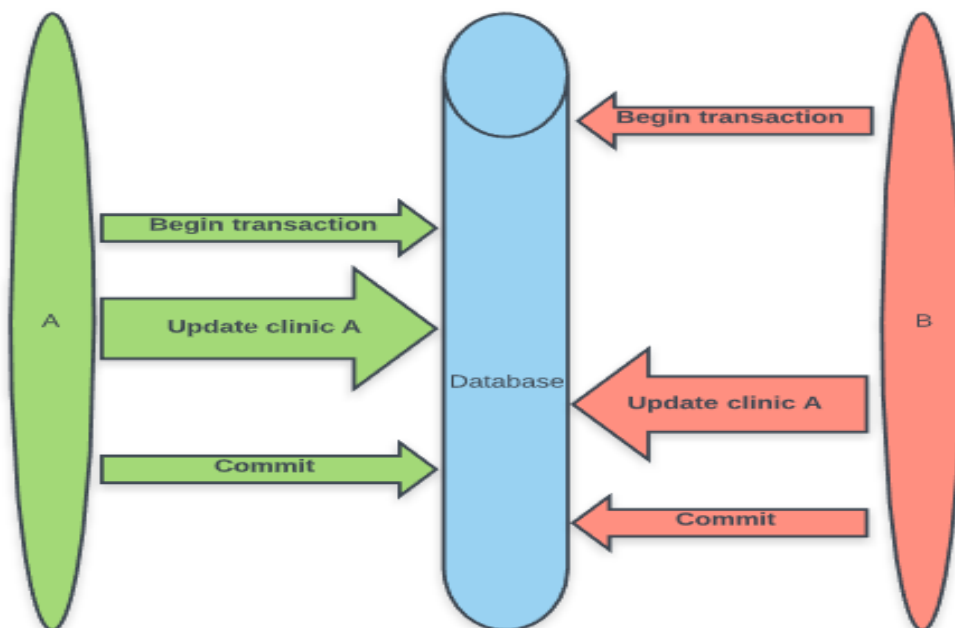 Begin transaction
Begin transaction
A
Update clinic A
B
Database
Update clinic A
Commit
Commit